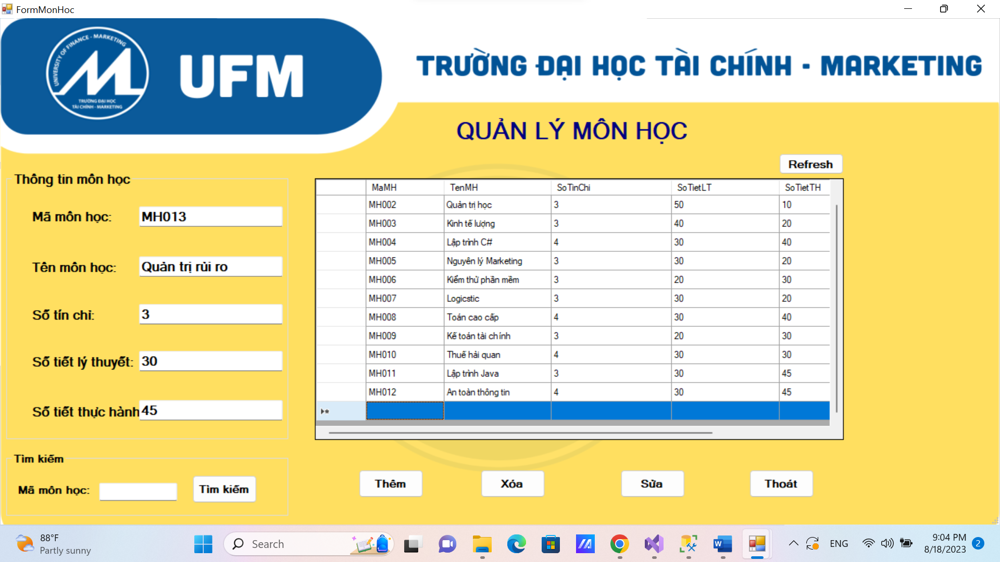 FormMonHoc
UNIVERSITY OF FINANCE - MARKETING
TRƯỜNG ĐẠI HỌC
TÀI CHÍNH - MARKETING
UFM
TRƯỜNG ĐẠI HỌC TÀI CHÍNH - MARKETING
QUẢN LÝ MÔN HỌC
Refresh
Thông tin môn học
Mã môn học: MH013
Tên môn học: Quản trị rủi ro
Số tín chỉ: 3
Số tiết lý thuyết: 30
Số tiết thực hành 45
MaMH TenMH SoTinChi SoTietLT SoTietTH
MH002 Quản trị học 3 50 10
MH003 Kinh tế lượng 3 40 20
MH004 Lập trình C# 4 30 40
MH005 Nguyên lý Marketing 3 30 20
MH006 Kiểm thử phần mềm 3 20 30
MH007 Logicstic 3 30 20
MH008 Toán cao cấp 4 30 40
MH009 Kế toán tài chính 3 20 30
MH010 Thuế hải quan 4 30 30
MH011 Lập trình Java 3 30 45
MH012 An toàn thông tin 4 30 45
Tìm kiếm
Mã môn học: Tìm kiếm
Thêm Xóa Sửa Thoát
88°F
Partly sunny
Search
ENG
9:04 PM
8/18/2023
2